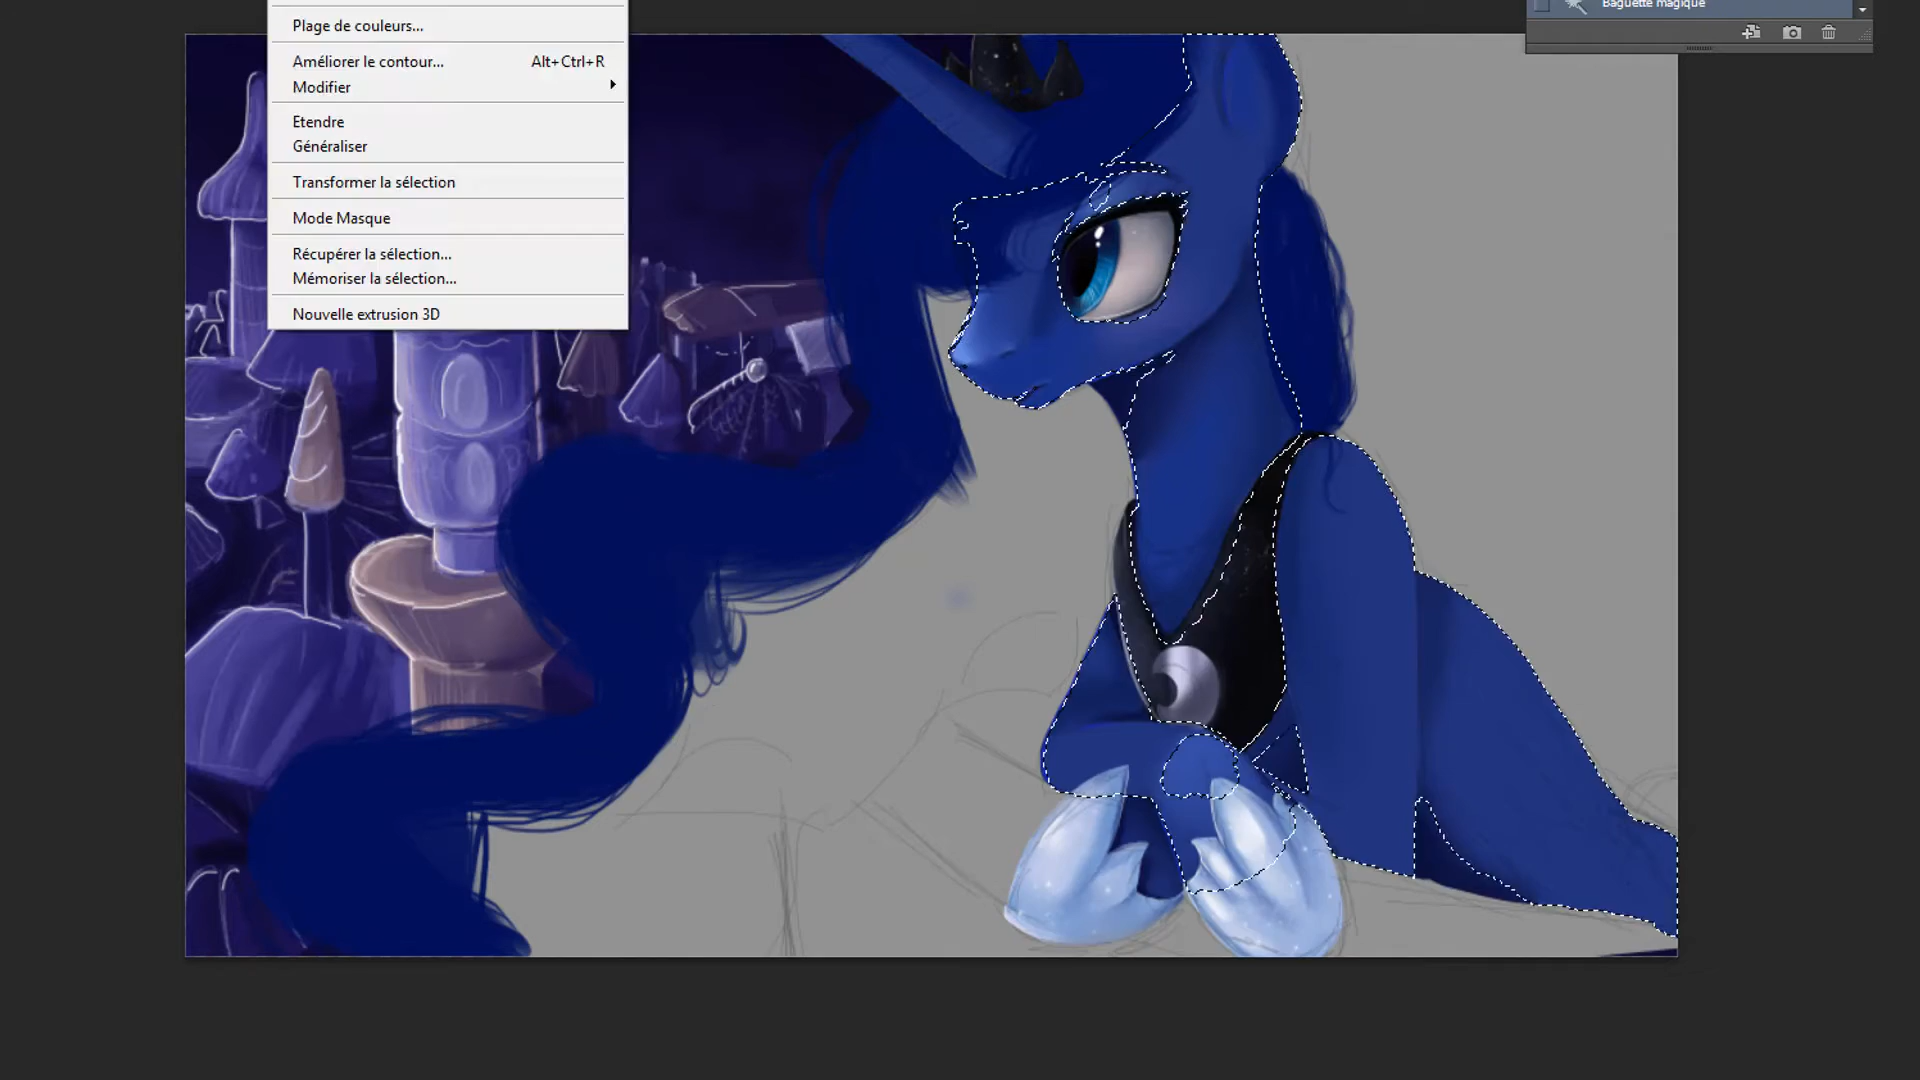 Baguette magique
Plage de couleurs...
Améliorer le contour... Alt+Ctrl+R
Modifier
Etendre
Généraliser
Transformer la sélection
Mode Masque
Récupérer la sélection...
Mémoriser la sélection...
Nouvelle extrusion 3D